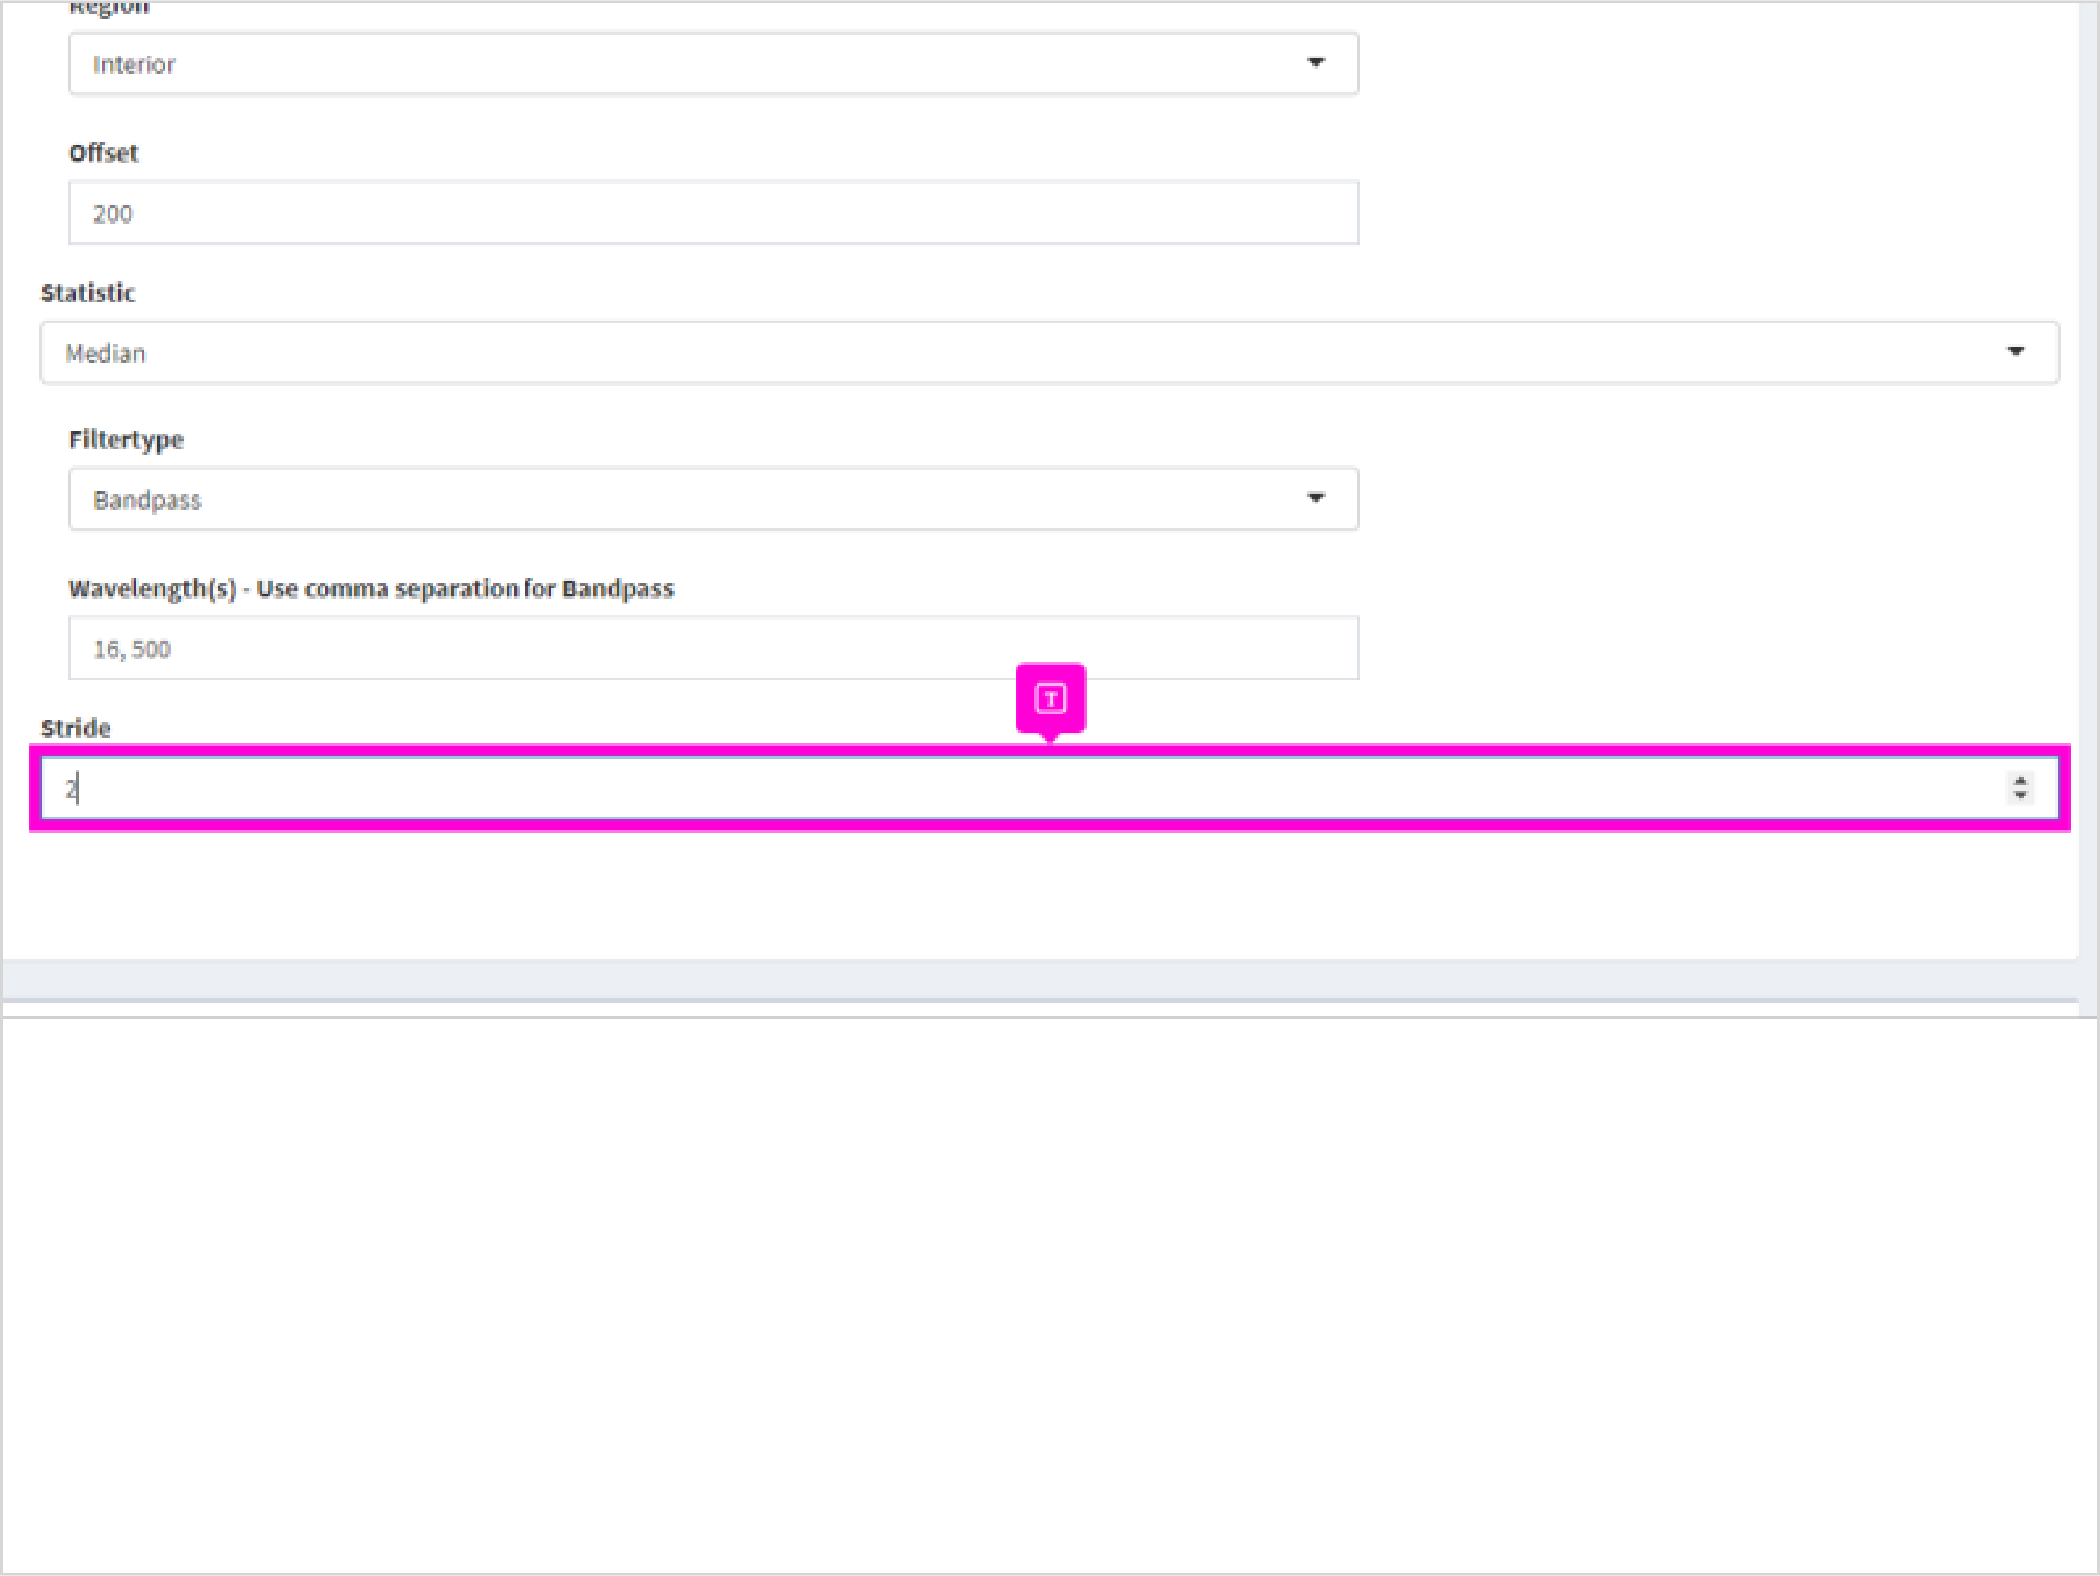 Region
Interior
Offset
200
Statistic
Median
Filtertype
Bandpass
Wavelength(s) - Use comma separation for Bandpass
16, 500
T
Stride
2